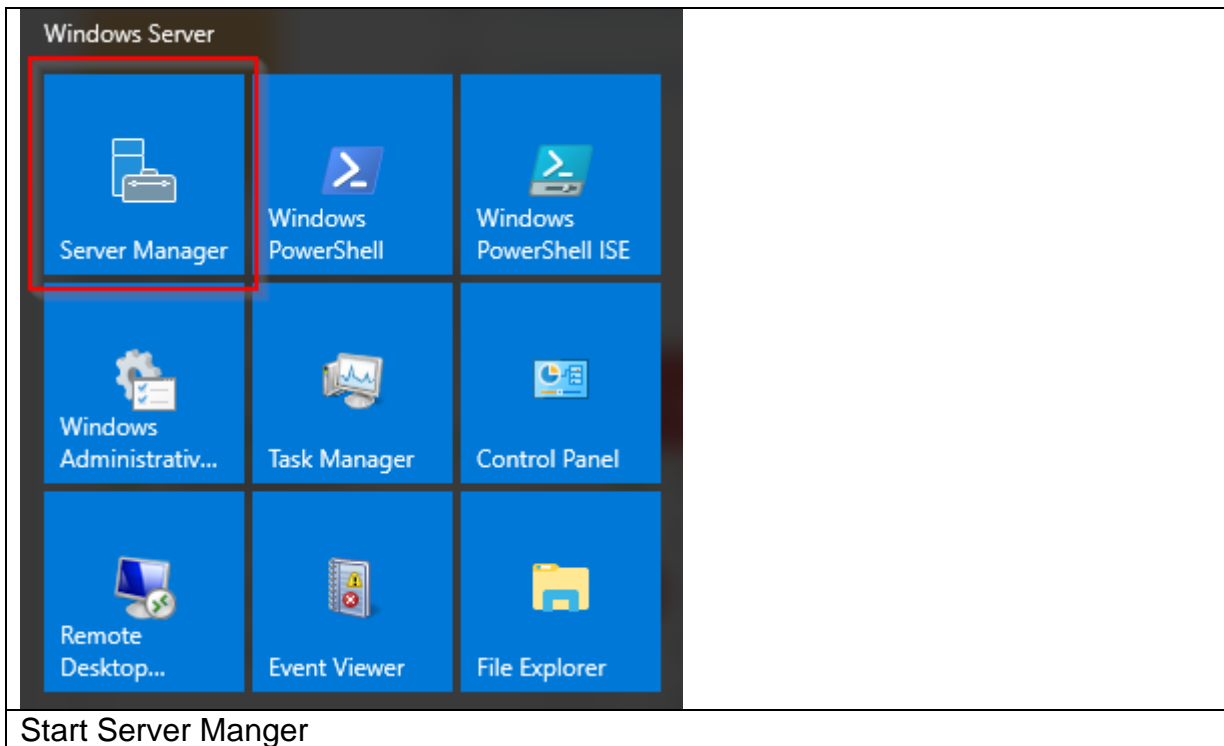 Windows Server
Server Manager
Windows
PowerShell
Windows
PowerShell ISE
Windows
Administrativ...
Task Manager
Control Panel
Remote
Desktop...
Event Viewer
File Explorer
Start Server Manger